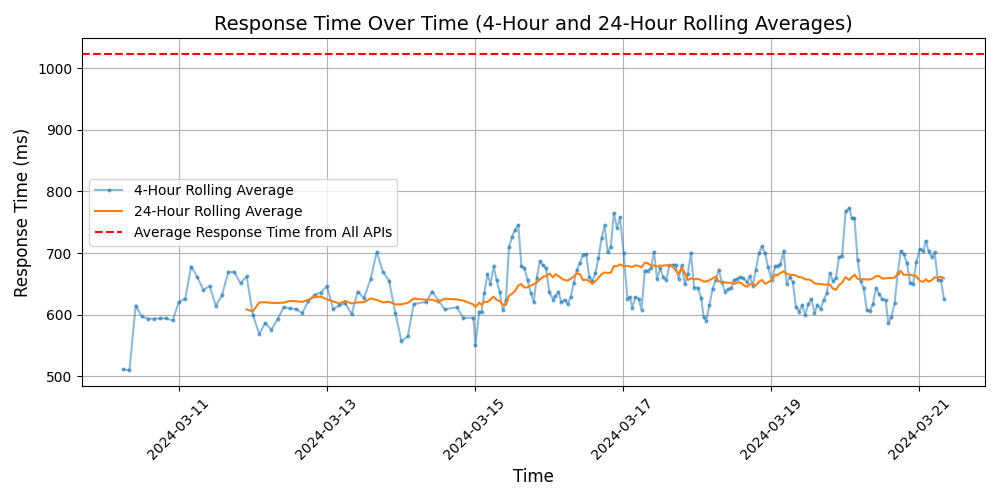 Response Time Over Time (4-Hour and 24-Hour Rolling Averages)
Response Time (ms)
1000
900
800
700
600
500
4-Hour Rolling Average
24-Hour Rolling Average
Average Response Time from All APIs
2024-03-11
2024-03-13
2024-03-15
2024-03-17
2024-03-19
2024-03-21
Time